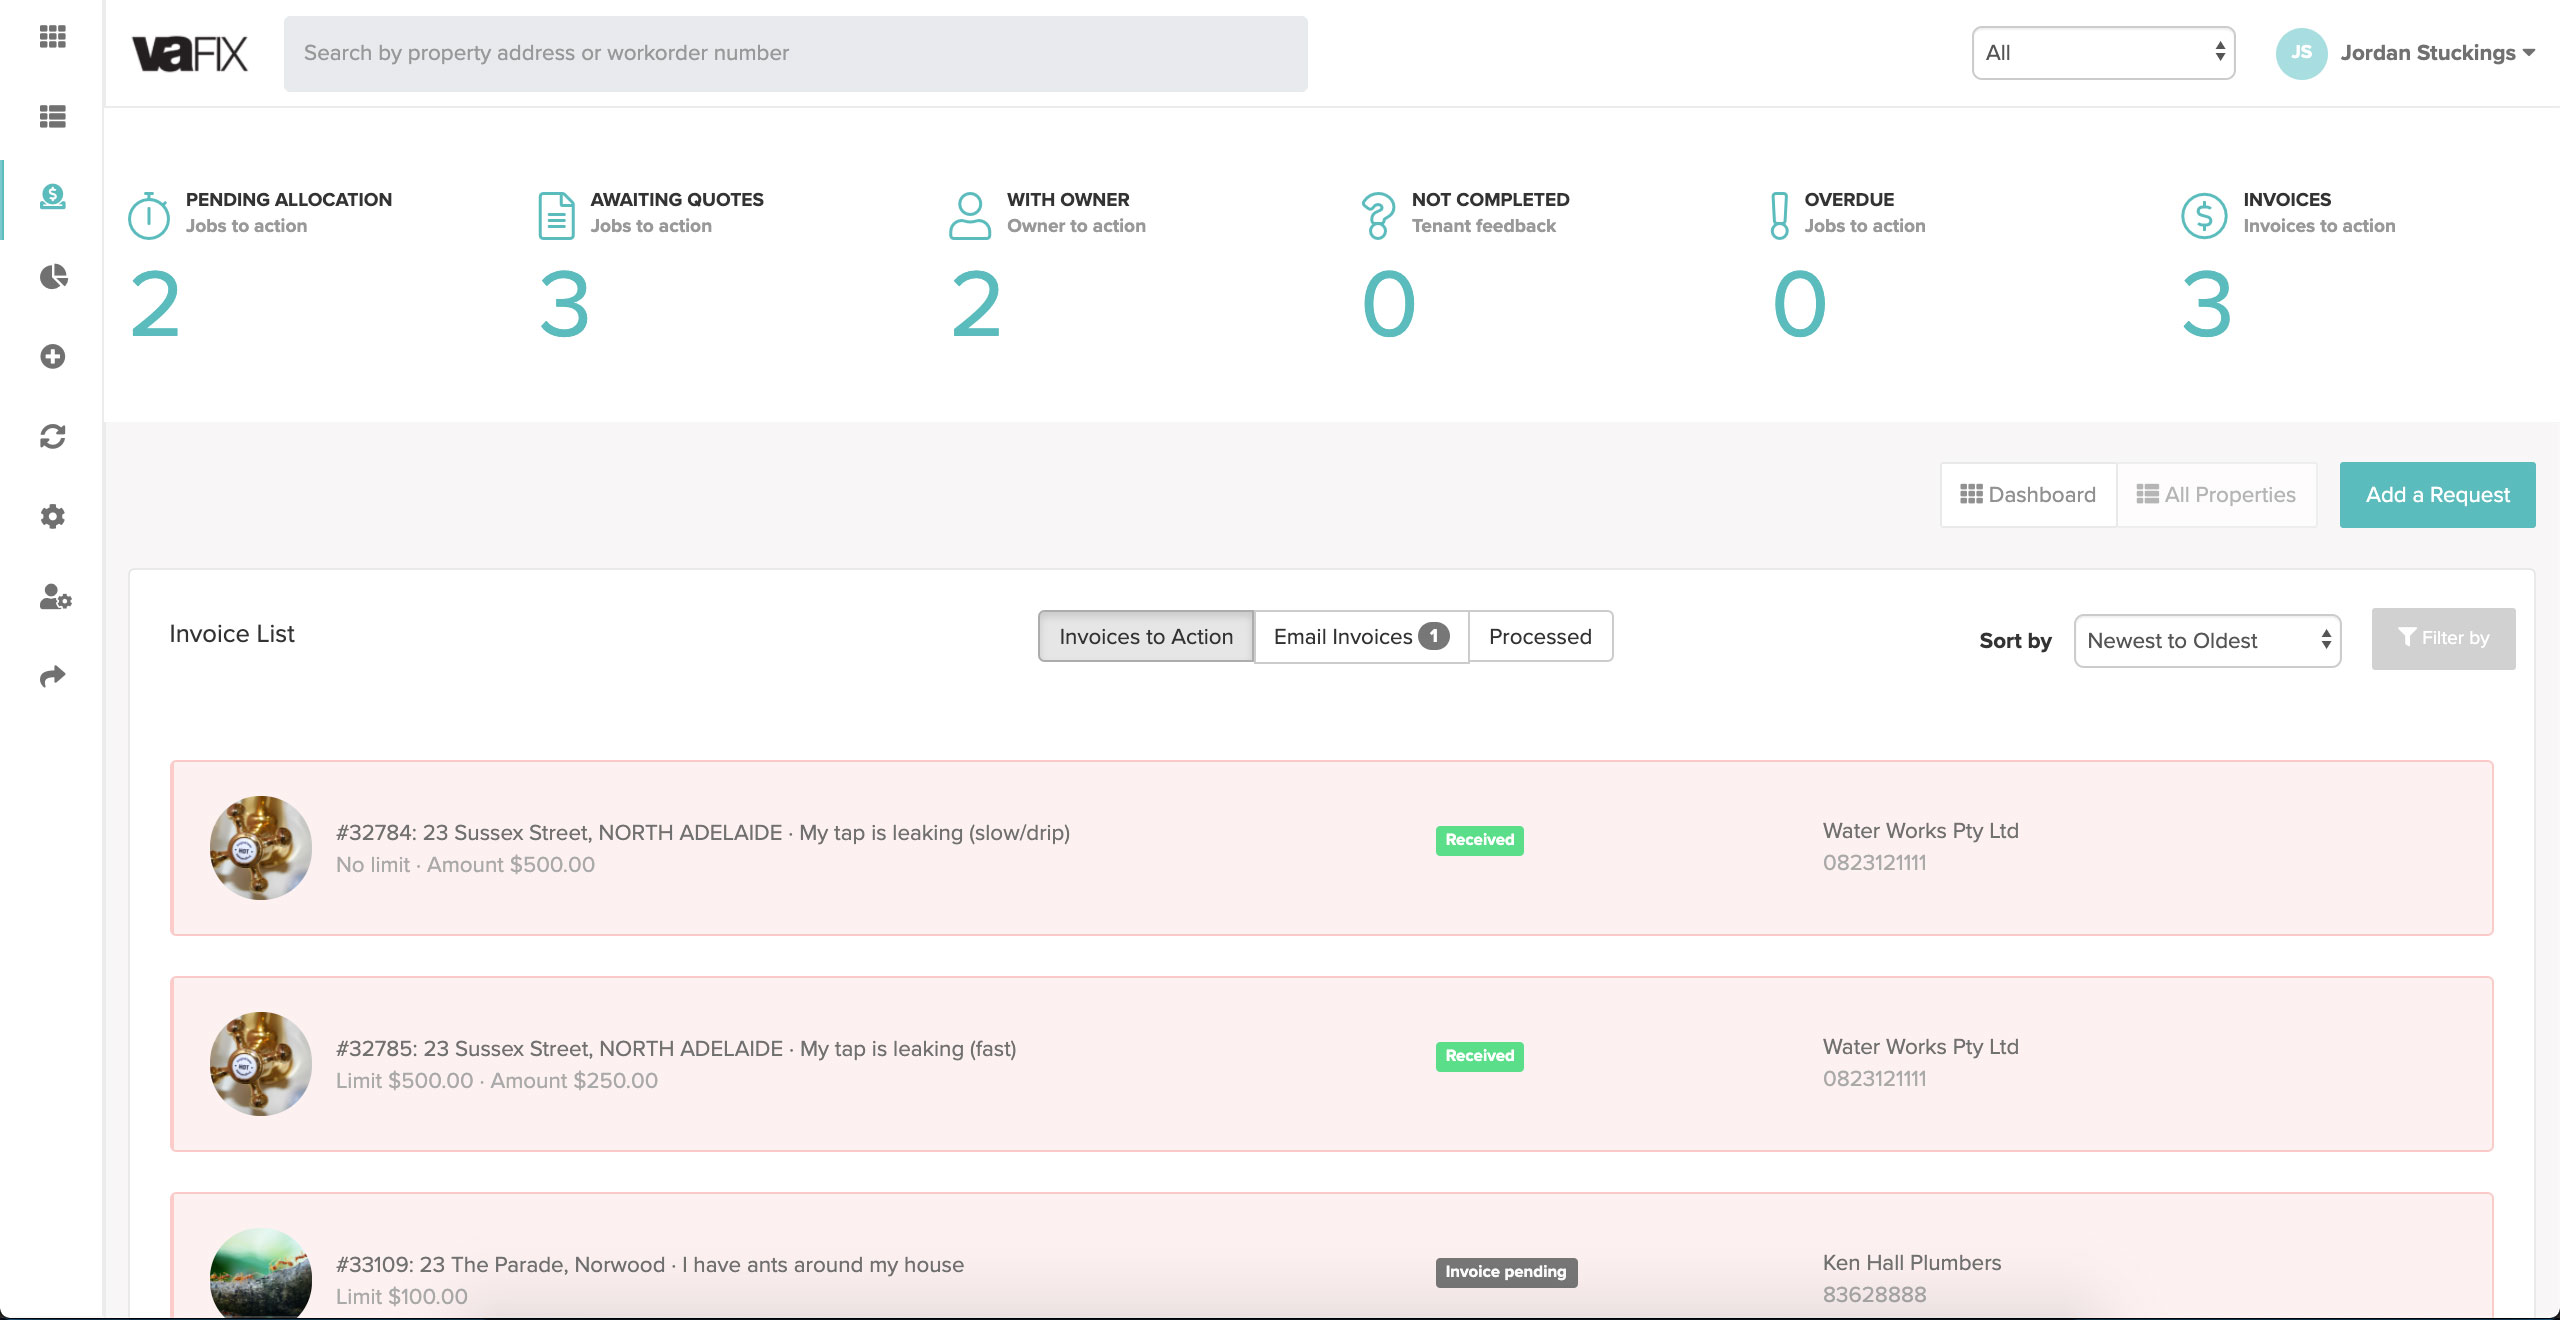 vaFIX
Search by property address or workorder number
All
JS
Jordan Stuckings
PENDING ALLOCATION
Jobs to action
2
AWAITING QUOTES
Jobs to action
3
WITH OWNER
Owner to action
2
NOT COMPLETED
Tenant feedback
0
OVERDUE
Jobs to action
0
INVOICES
Invoices to action
3
Dashboard
All Properties
Add a Request
Invoice List
Invoices to Action
Email Invoices 1
Processed
Sort by
Newest to Oldest
Filter by
#32784: 23 Sussex Street, NORTH ADELAIDE · My tap is leaking (slow/drip)
No limit · Amount $500.00
Received
Water Works Pty Ltd
0823121111
#32785: 23 Sussex Street, NORTH ADELAIDE · My tap is leaking (fast)
Limit $500.00 · Amount $250.00
Received
Water Works Pty Ltd
0823121111
#33109: 23 The Parade, Norwood · I have ants around my house
Limit $100.00
Invoice pending
Ken Hall Plumbers
83628888